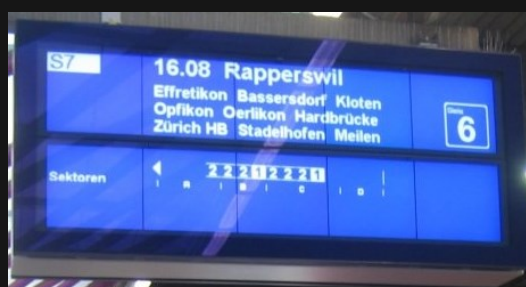 S7
16.08 Rapperswil
Effretikon Bassersdorf Kloten
Opfikon Oerlikon Hardbrücke
Zürich HB Stadelhofen Meilen
Gleis
6
Sektoren
2 2 2 1 2 2 2 1
A B C D